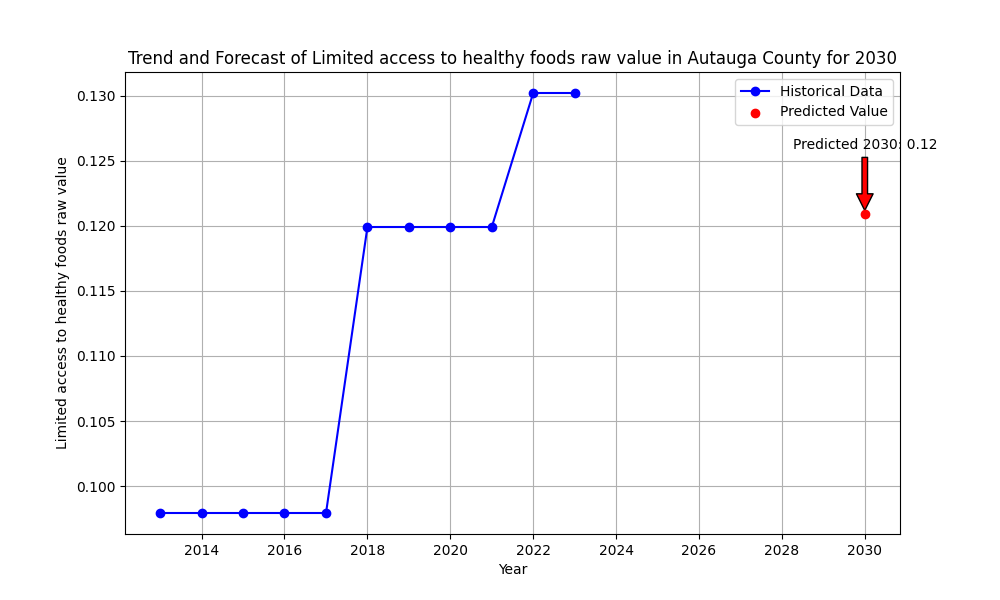 Trend and Forecast of Limited access to healthy foods raw value in Autauga County for 2030
Historical Data
Predicted Value
Predicted 2030: 0.12
Limited access to healthy foods raw value
0.130
0.125
0.120
0.115
0.110
0.105
0.100
2014 2016 2018 2020 2022 2024 2026 2028 2030
Year